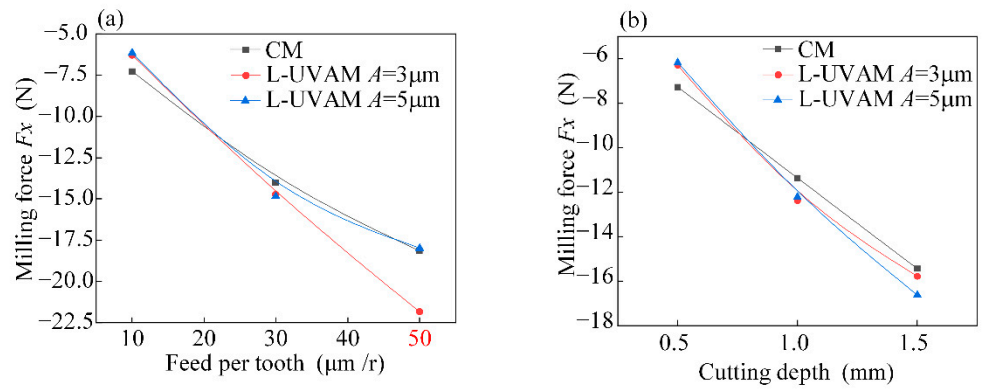 (a)
CM
L-UVAM A=3μm
L-UVAM A=5μm
Milling force Fx (N)
−5.0
−7.5
−10.0
−12.5
−15.0
−17.5
−20.0
−22.5
10
20
30
40
50
Feed per tooth (μm /r)
(b)
CM
L-UVAM A=3μm
L-UVAM A=5μm
Milling force Fx (N)
−6
−8
−10
−12
−14
−16
−18
0.5
1.0
1.5
Cutting depth (mm)